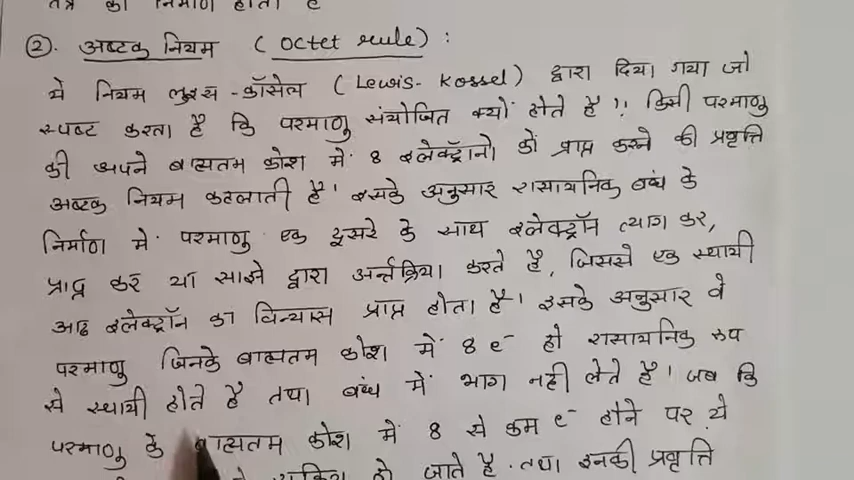 तंत्र का निर्माण होता है
②. अष्टक नियम ( octet rule ) :
ये नियम लुइस - कॉसेल ( Lewis - Kossel ) द्वारा दिया गया जो
स्पष्ट करता है कि परमाणु संयोजित क्यों होते है !! किसी परमाणु
की अपने बाह्यतम कोश में 8 इलेक्ट्रॉनो को प्राप्त करने की प्रवृत्ति
अष्टक नियम कहलाती है। इसके अनुसार रासायनिक बंध के
निर्माण में परमाणु एक दूसरे के साथ इलेक्ट्रॉन त्याग कर,
प्राप्त कर या साझे द्वारा अर्न्तक्रिया करते है, जिससे एक स्थायी
आठ इलेक्ट्रॉन का विन्यास प्राप्त होता है। इसके अनुसार वे
परमाणु जिनके बाह्यतम कोश में 8 e⁻ हो रासायनिक रूप
से स्थायी होते है तथा बंध में भाग नही लेते है। जब कि
परमाणु के बाह्यतम कोश में 8 से कम e⁻ होने पर ये
हो जाते है तथा इनकी प्रवृत्ति